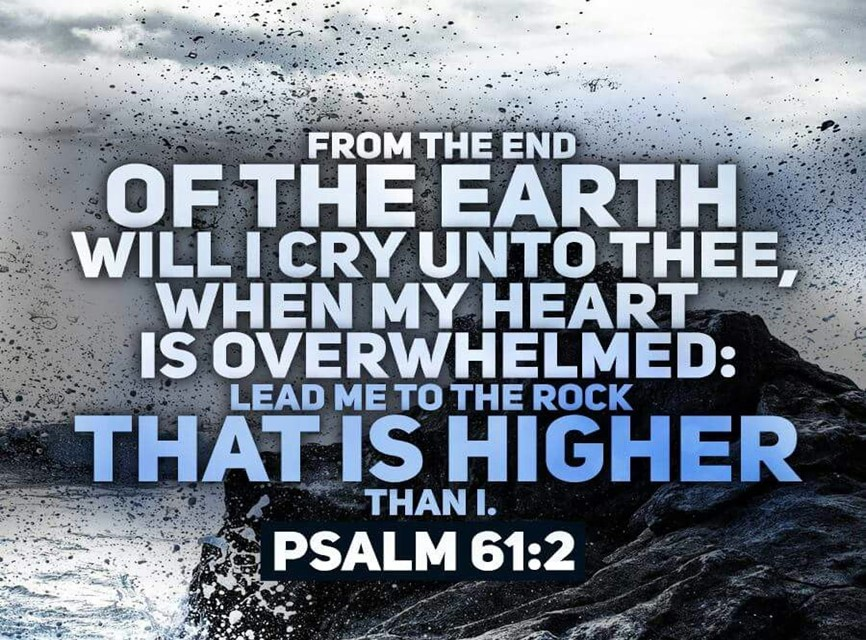 FROM THE END
OF THE EARTH
WILL I CRY UNTO THEE,
WHEN MY HEART
IS OVERWHELMED:
LEAD ME TO THE ROCK
THAT IS HIGHER
THAN I.
PSALM 61:2